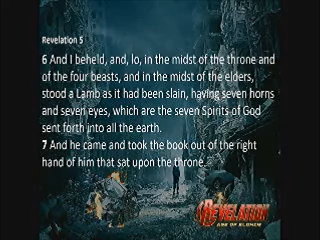 Revelation 5
6 And I beheld, and, lo, in the midst of the throne and
of the four beasts, and in the midst of the elders,
stood a Lamb as it had been slain, having seven horns
and seven eyes, which are the seven Spirits of God
sent forth into all the earth.
7 And he came and took the book out of the right
hand of him that sat upon the throne.
REVELATION
AGE OF